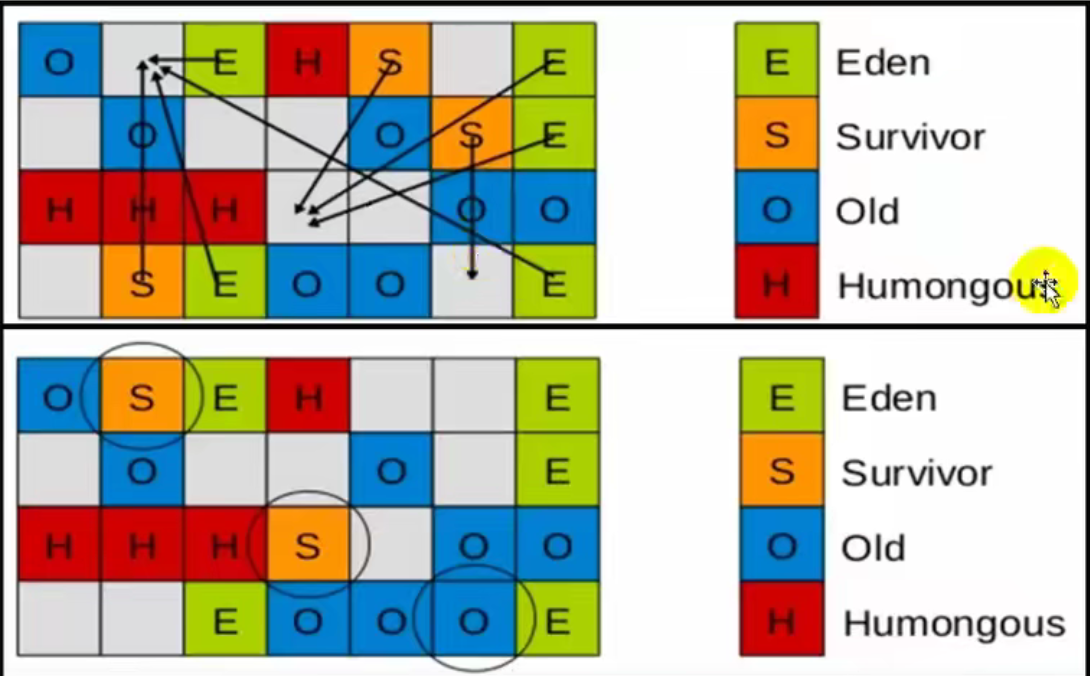 O E H S E E Eden
O O S E S Survivor
H H H O O O Old
S E O O E H Humongous
O S E H E E Eden
O O E S Survivor
H H H S O O O Old
E O O O E H Humongous